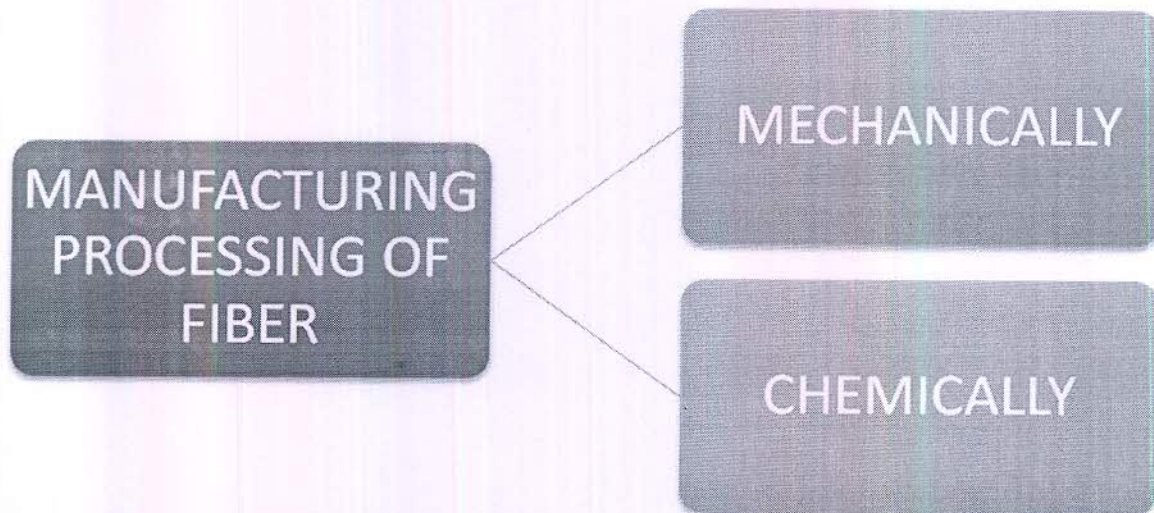 MANUFACTURING
PROCESSING OF
FIBER
MECHANICALLY
CHEMICALLY